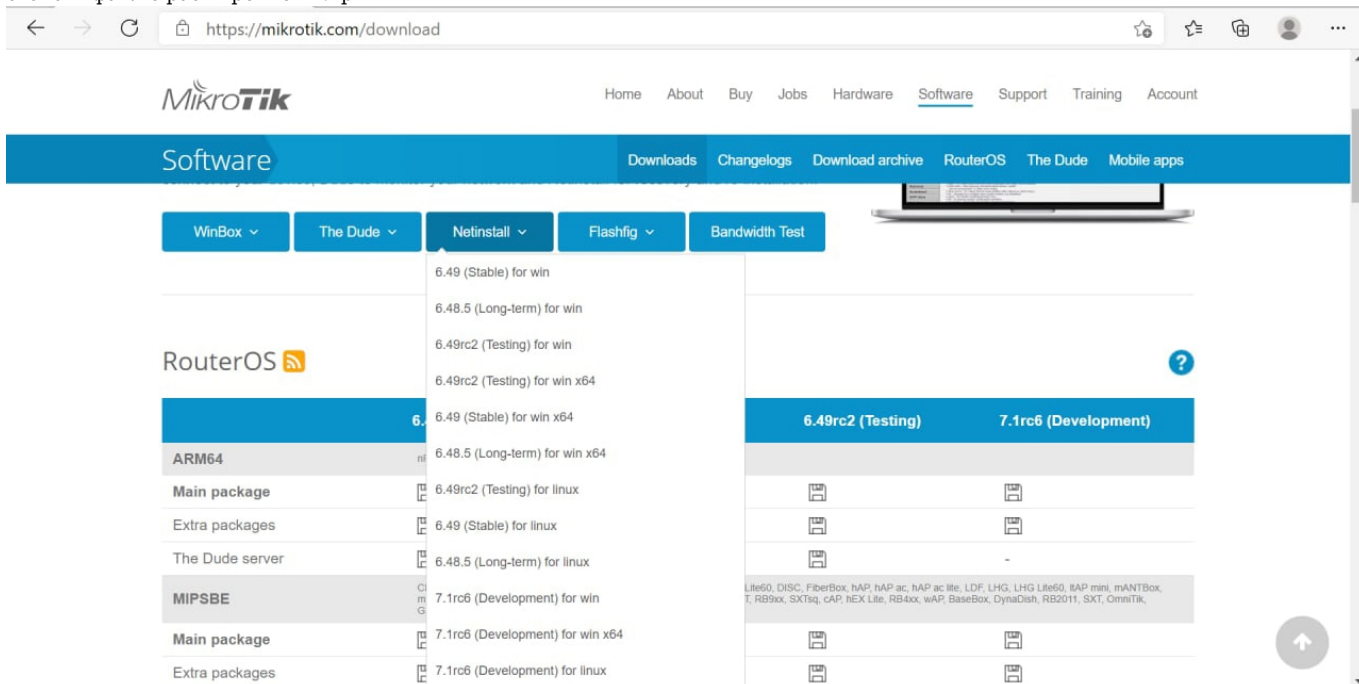 https://mikrotik.com/download
MikroTik
Home About Buy Jobs Hardware Software Support Training Account
Software
Downloads Changelogs Download archive RouterOS The Dude Mobile apps
WinBox The Dude Netinstall Flashfig Bandwidth Test
6.49 (Stable) for win
6.48.5 (Long-term) for win
6.49rc2 (Testing) for win
6.49rc2 (Testing) for win x64
6.49 (Stable) for win x64
6.48.5 (Long-term) for win x64
6.49rc2 (Testing) for linux
6.49 (Stable) for linux
6.48.5 (Long-term) for linux
7.1rc6 (Development) for win
7.1rc6 (Development) for win x64
7.1rc6 (Development) for linux
RouterOS
?
6.49rc2 (Testing) 7.1rc6 (Development)
ARM64
Main package
Extra packages
The Dude server -
MIPSBE
Lite60, DISC, FiberBox, hAP, hAP ac, hAP ac lite, LDF, LHG, LHG Lite60, ltAP mini, mANTBox,
T, RB9xx, SXTsq, cAP, hEX Lite, RB4xx, wAP, BaseBox, DynaDish, RB2011, SXT, OmniTik,
Main package
Extra packages